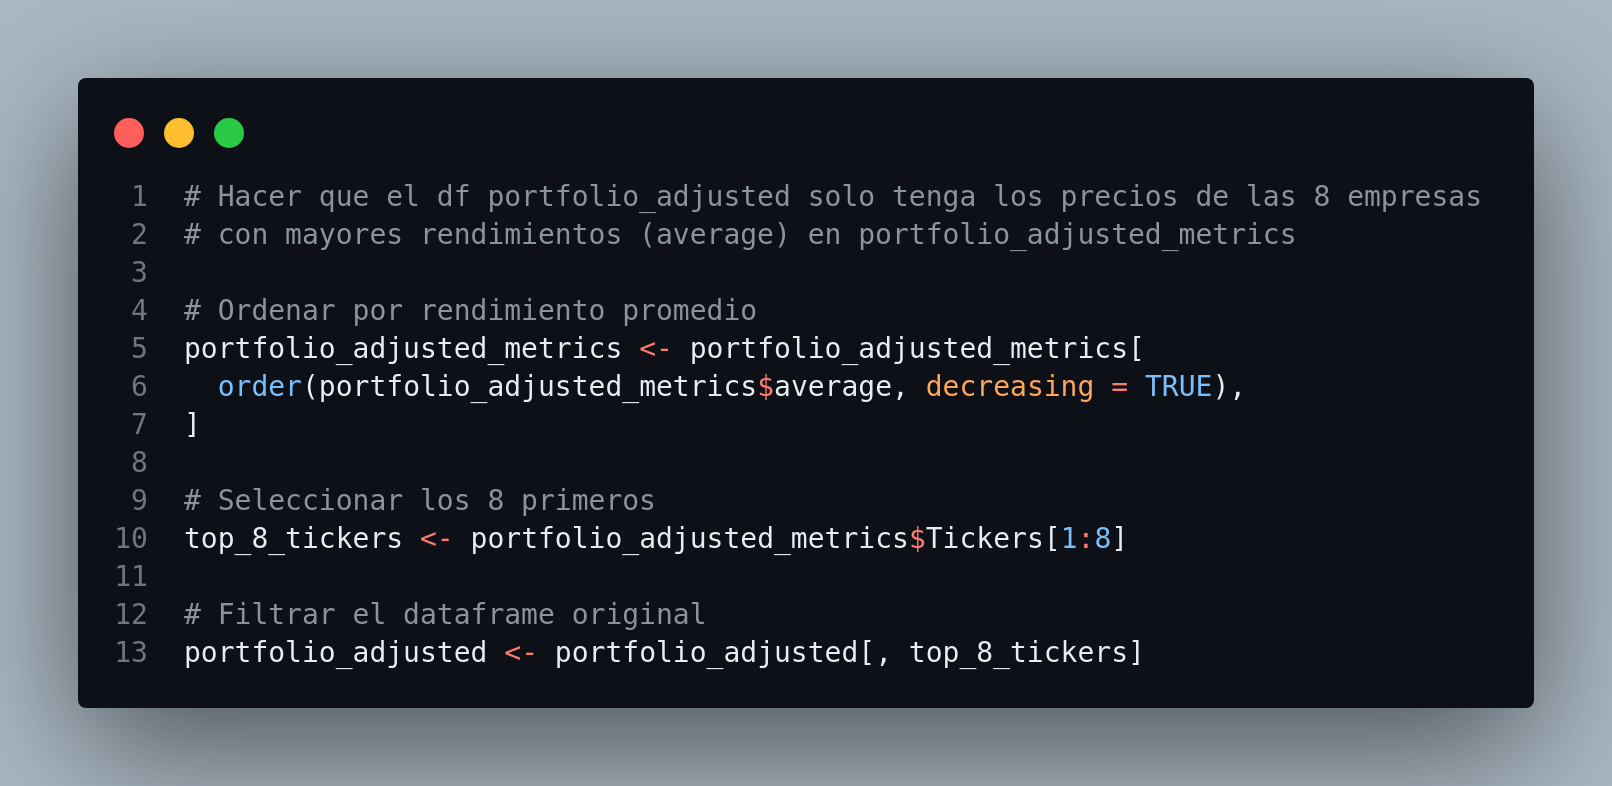 1 # Hacer que el df portfolio_adjusted solo tenga los precios de las 8 empresas
2 # con mayores rendimientos (average) en portfolio_adjusted_metrics
3
4 # Ordenar por rendimiento promedio
5 portfolio_adjusted_metrics <- portfolio_adjusted_metrics[
6   order(portfolio_adjusted_metrics$average, decreasing = TRUE),
7 ]
8
9 # Seleccionar los 8 primeros
10 top_8_tickers <- portfolio_adjusted_metrics$Tickers[1:8]
11
12 # Filtrar el dataframe original
13 portfolio_adjusted <- portfolio_adjusted[, top_8_tickers]